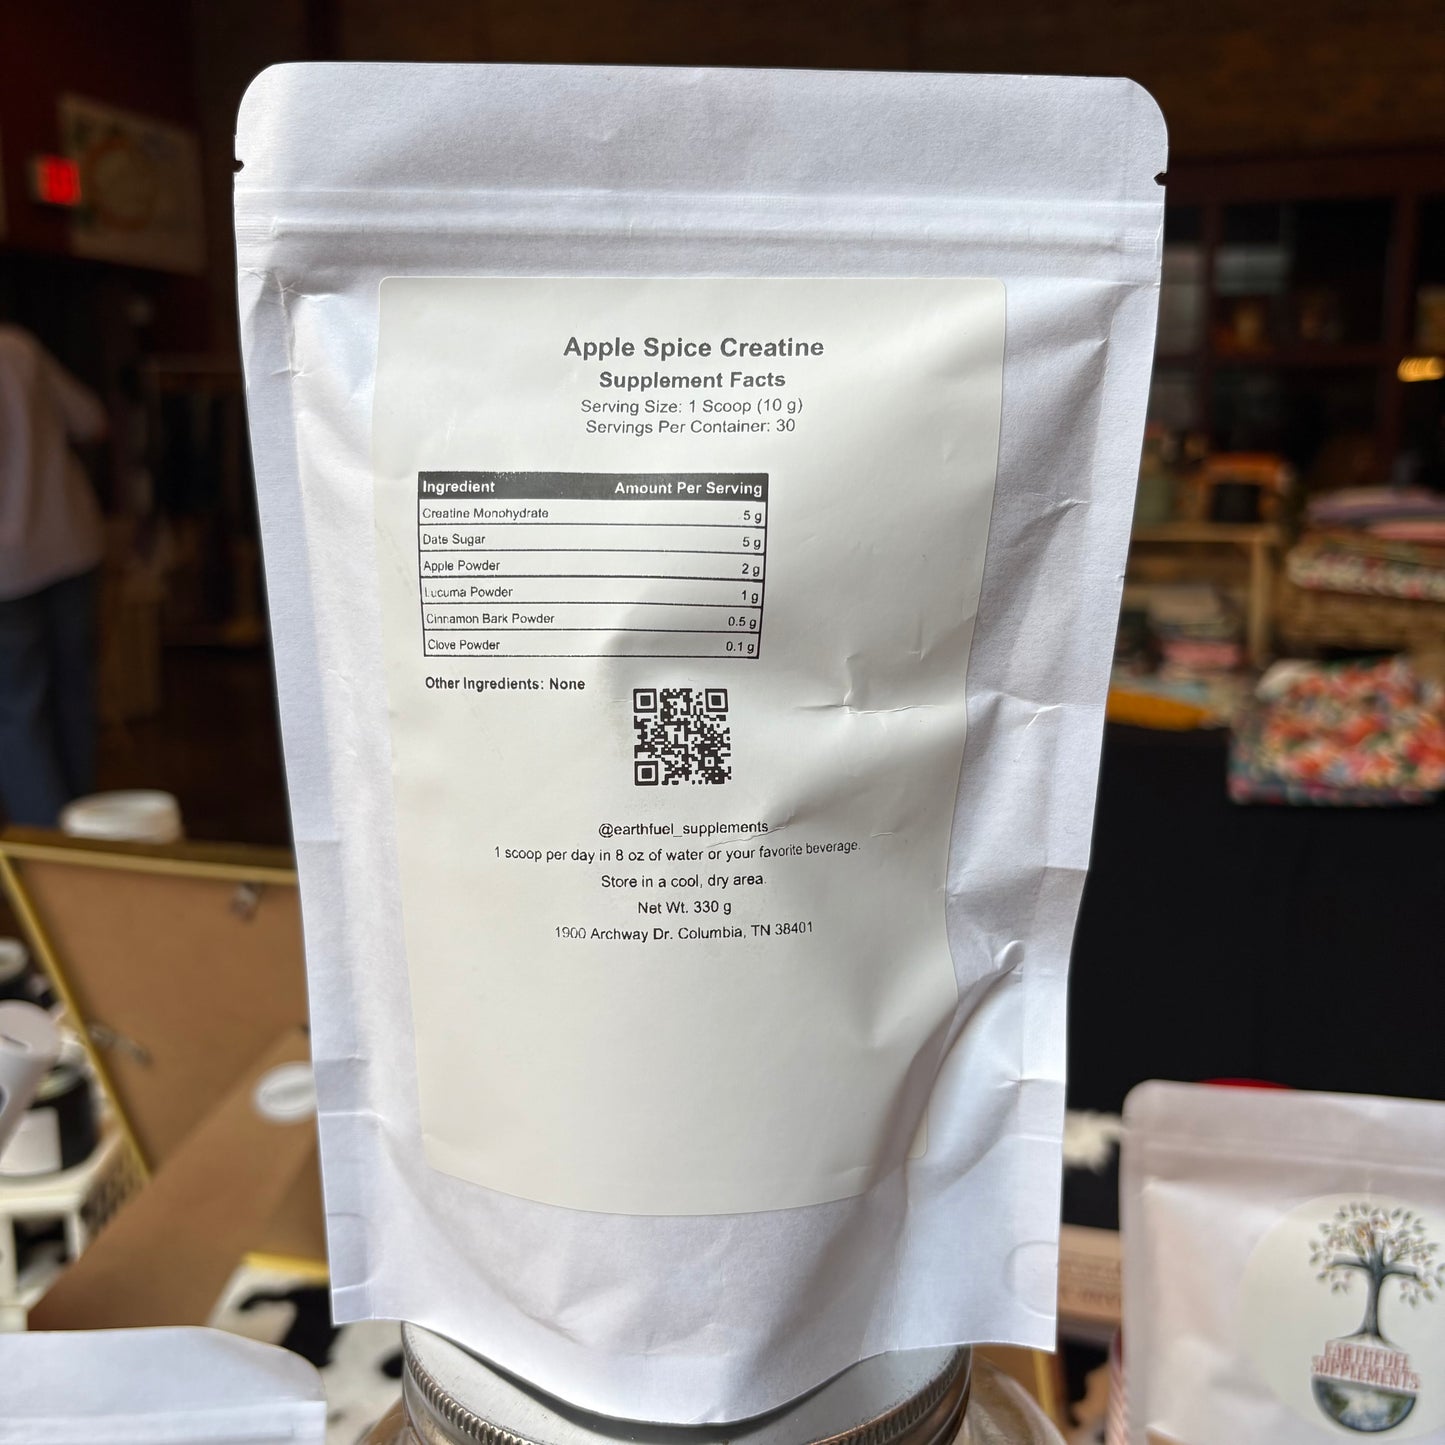 Apple Spice Creatine
Supplement Facts
Serving Size: 1 Scoop (10 g)
Servings Per Container: 30
Ingredient Amount Per Serving
Creatine Monohydrate 5 g
Date Sugar 5 g
Apple Powder 2 g
Lucuma Powder 1 g
Cinnamon Bark Powder 0.5 g
Clove Powder 0.1 g
Other Ingredients: None
@earthfuel_supplements
1 scoop per day in 8 oz of water or your favorite beverage.
Store in a cool, dry area.
Net Wt. 330 g
1900 Archway Dr. Columbia, TN 38401
EARTHFUEL
SUPPLEMENTS